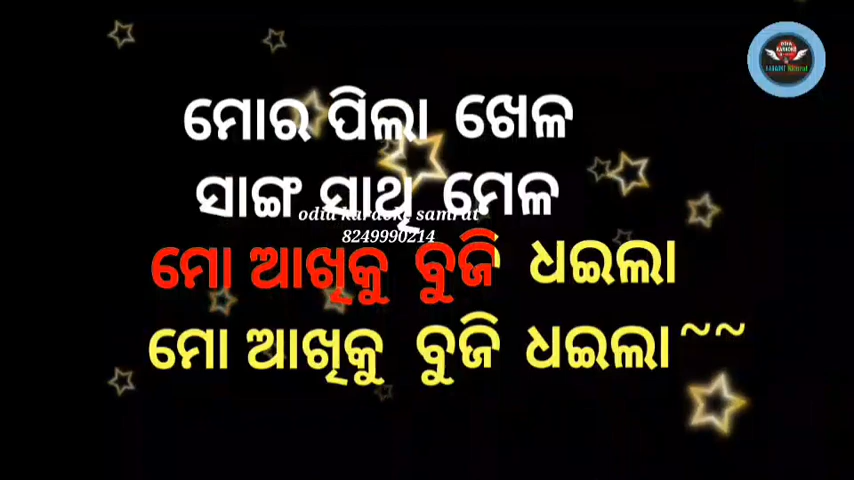 ମୋର ପିଲା ଖେଳ
ସାଙ୍ଗ ସାଥି ମେଳ
odia karaoke samrat
8249990214
ମୋ ଆଖିକୁ ବୁଜି ଧଇଲା
ମୋ ଆଖିକୁ ବୁଜି ଧଇଲା~~